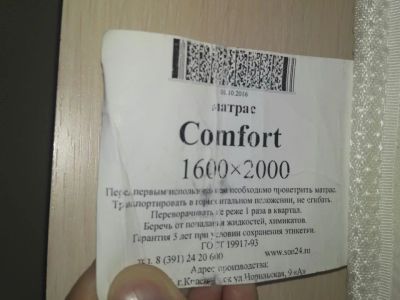 01.10.2016
матрас
Comfort
1600×2000
Перед первым использованием необходимо проветрить матрас.
Транспортировать в горизонтальном положении, не сгибать.
Переворачивать не реже 1 раза в квартал.
Беречь от попадания жидкостей, химикатов.
Гарантия 3 лет при условии сохранения этикетки.
ГОСТ 19917-93
тел. 8 (391) 24 20 600 www.son24.ru
Адрес производства:
г.Красноярск ул Норильская, 9 «А»